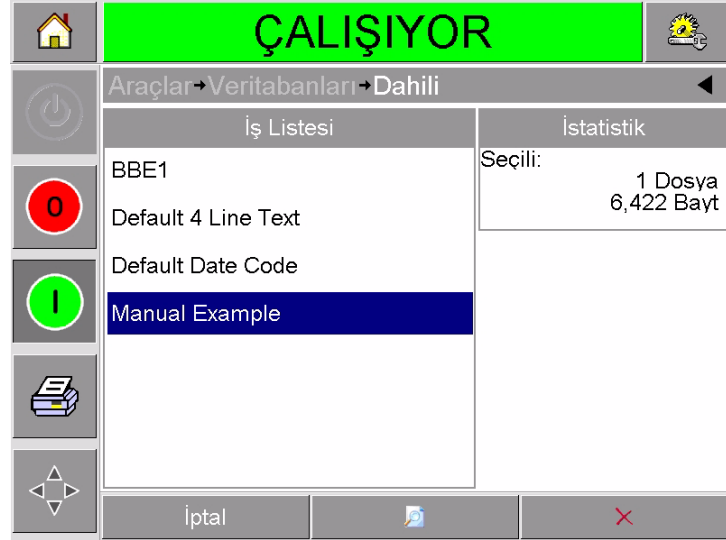 ÇALIŞIYOR
Araçlar→Veritabanları→Dahili
İş Listesi
BBE1
Default 4 Line Text
Default Date Code
Manual Example
İstatistik
Seçili:
1 Dosya
6,422 Bayt
0
I
İptal